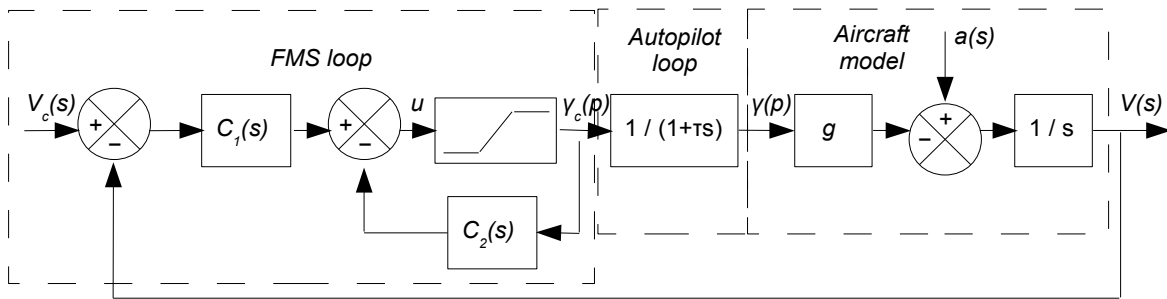 FMS loop
Autopilot
loop
Aircraft
model
a(s)
V_c(s)
+
−
C_1(s)
+
−
u
γ_c(p)
1 / (1+τs)
γ(p)
g
+
−
1 / s
V(s)
C_2(s)